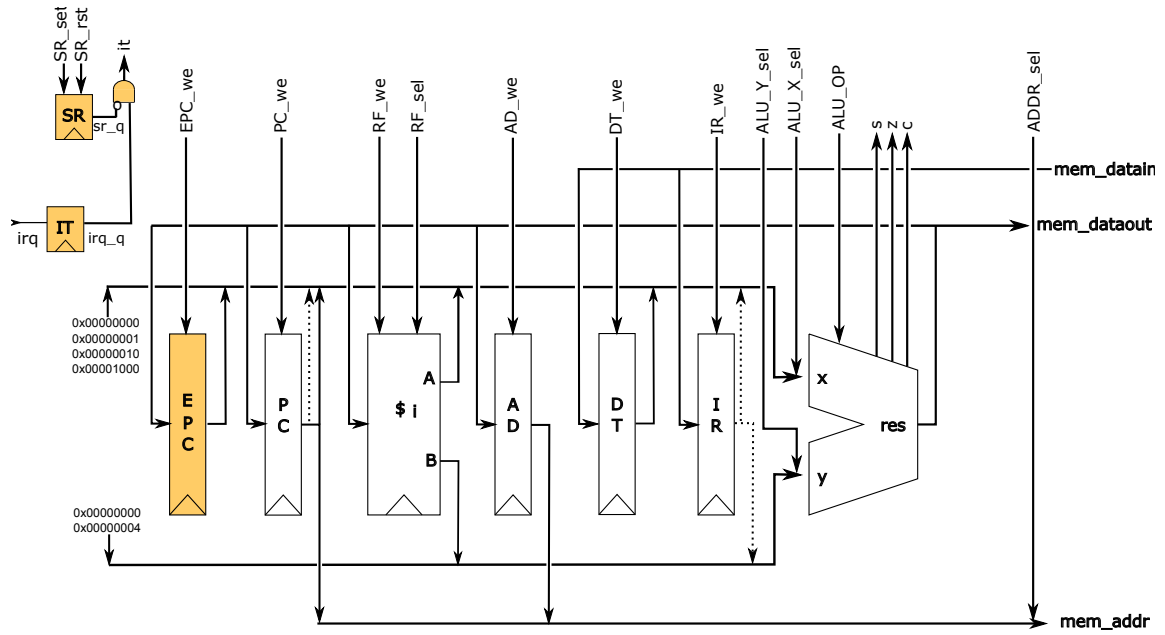 SR_set
SR_rst
it
SR
sr_q
irq
IT
irq_q
EPC_we
PC_we
RF_we
RF_sel
AD_we
DT_we
IR_we
ALU_Y_sel
ALU_X_sel
ALU_OP
s
z
c
ADDR_sel
mem_datain
mem_dataout
0x00000000
0x00000001
0x00000010
0x00001000
E
P
C
P
C
$ i
A
B
A
D
D
T
I
R
x
res
y
0x00000000
0x00000004
mem_addr